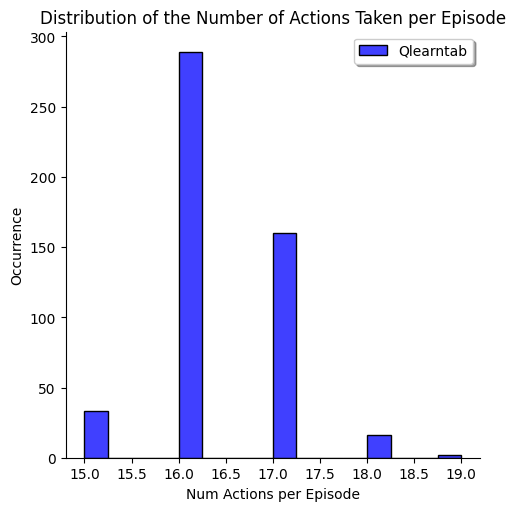 Distribution of the Number of Actions Taken per Episode
Qlearntab
300
250
200
150
100
50
0
Occurrence
15.0 15.5 16.0 16.5 17.0 17.5 18.0 18.5 19.0
Num Actions per Episode